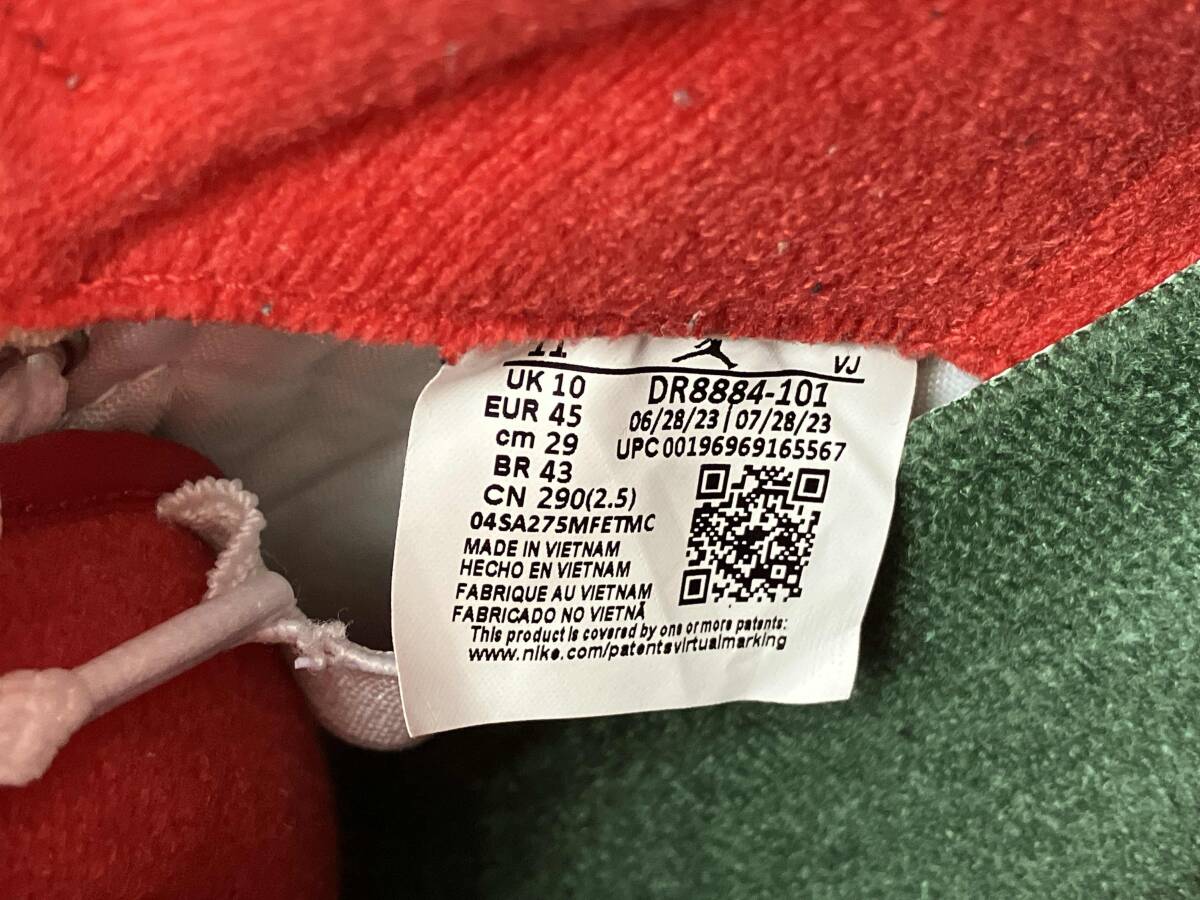 11 VJ
UK 10 DR8884-101
EUR 45 06/28/23 | 07/28/23
cm 29 UPC 00196969165567
BR 43
CN 290(2.5)
04SA275MFETMC
MADE IN VIETNAM
HECHO EN VIETNAM
FABRIQUE AU VIETNAM
FABRICADO NO VIETNÃ
This product is covered by one or more patents:
www.nike.com/patentsvirtualmarking